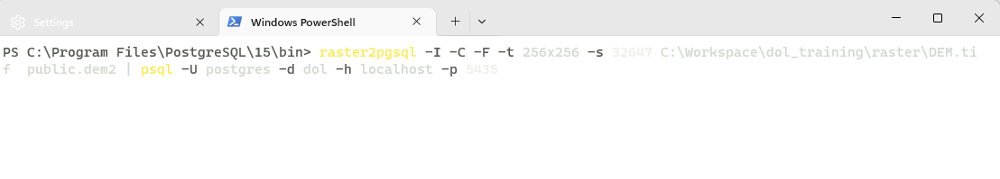 Settings
Windows PowerShell
PS C:\Program Files\PostgreSQL\15\bin> raster2pgsql -I -C -F -t 256x256 -s 32647 C:\Workspace\dol_training\raster\DEM.ti
f  public.dem2 | psql -U postgres -d dol -h localhost -p 5435